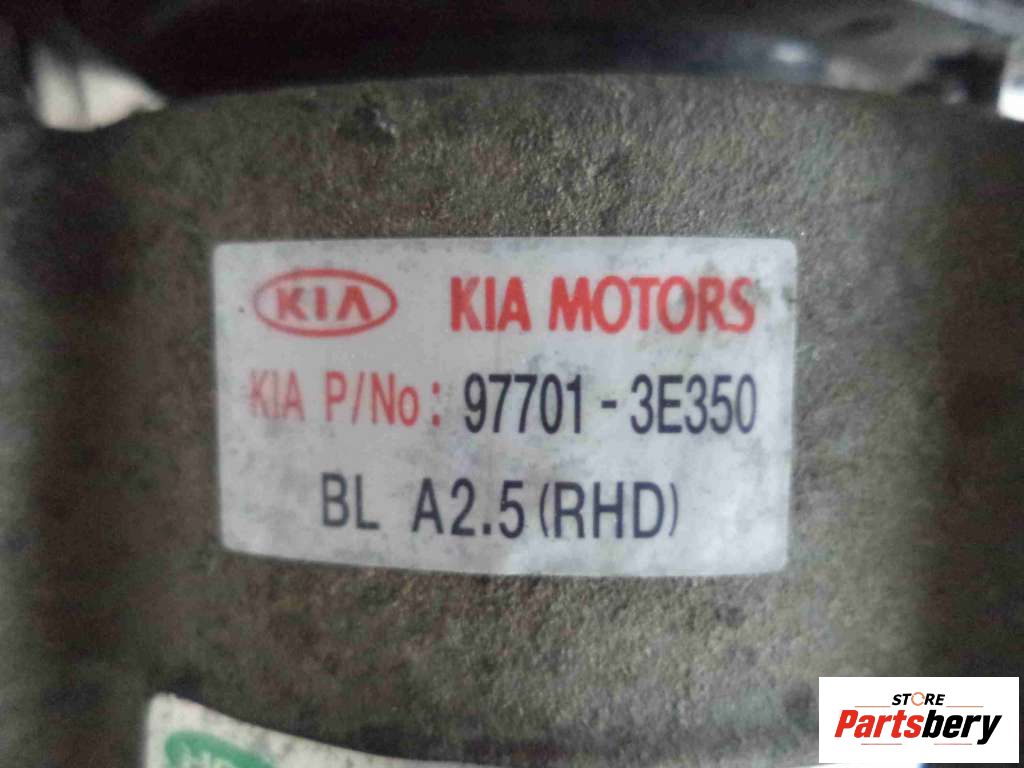 KIA KIA MOTORS
KIA P/No: 97701 - 3E350
BL A2.5 (RHD)
STORE
Partsbery